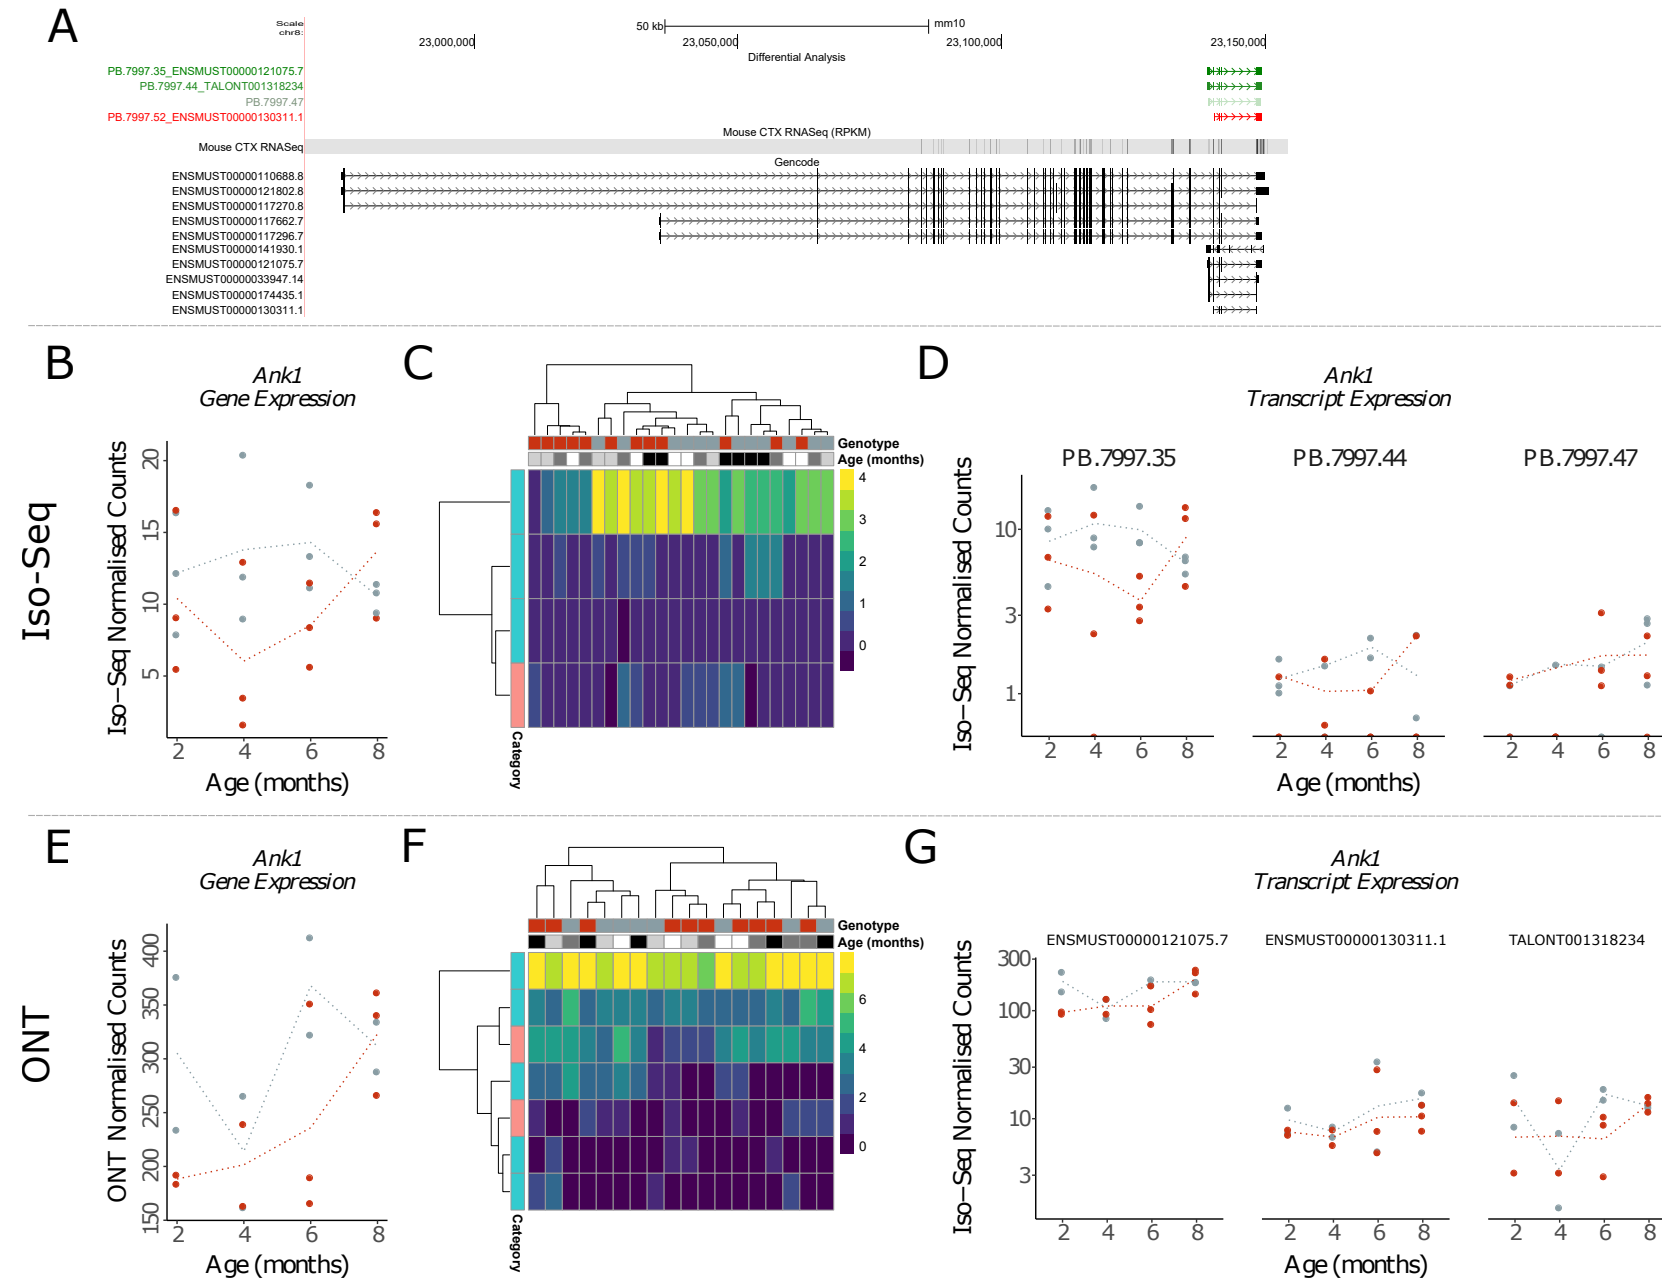 A
Scale
chr8:
50 kb
mm10
23,000,000
23,050,000
23,100,000
23,150,000
Differential Analysis
PB.7997.35_ENSMUST00000121075.7
PB.7997.44_TALONT001318234
PB.7997.47
PB.7997.52_ENSMUST00000130311.1
Mouse CTX RNASeq (RPKM)
Mouse CTX RNASeq
Gencode
ENSMUST00000110688.8
ENSMUST00000121802.8
ENSMUST00000117270.8
ENSMUST00000117662.7
ENSMUST00000117296.7
ENSMUST00000141930.1
ENSMUST00000121075.7
ENSMUST00000033947.14
ENSMUST00000174435.1
ENSMUST00000130311.1
Iso-Seq
B
Ank1
Gene Expression
Iso-Seq Normalised Counts
20
15
10
5
2 4 6 8
Age (months)
C
Genotype
Age (months)
4
3
2
1
0
Category
D
Ank1
Transcript Expression
PB.7997.35 PB.7997.44 PB.7997.47
Iso-Seq Normalised Counts
10
3
1
2 4 6 8 2 4 6 8 2 4 6 8
Age (months)
ONT
E
Ank1
Gene Expression
ONT Normalised Counts
400
350
300
250
200
150
2 4 6 8
Age (months)
F
Genotype
Age (months)
6
4
2
0
Category
G
Ank1
Transcript Expression
ENSMUST00000121075.7 ENSMUST00000130311.1 TALONT001318234
Iso-Seq Normalised Counts
300
100
30
10
3
2 4 6 8 2 4 6 8 2 4 6 8
Age (months)